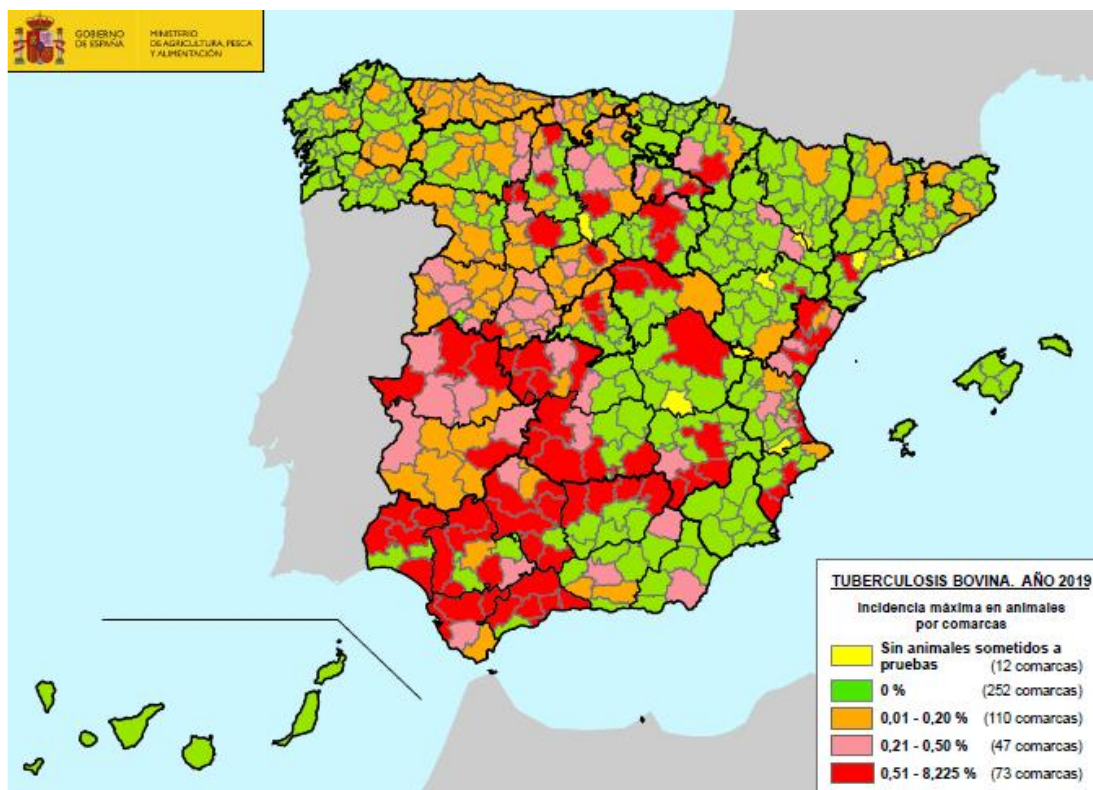 GOBIERNO
DE ESPAÑA
MINISTERIO
DE AGRICULTURA, PESCA
Y ALIMENTACIÓN
TUBERCULOSIS BOVINA. AÑO 2019
Incidencia máxima en animales
por comarcas
Sin animales sometidos a
pruebas (12 comarcas)
0 % (252 comarcas)
0,01 - 0,20 % (110 comarcas)
0,21 - 0,50 % (47 comarcas)
0,51 - 8,225 % (73 comarcas)